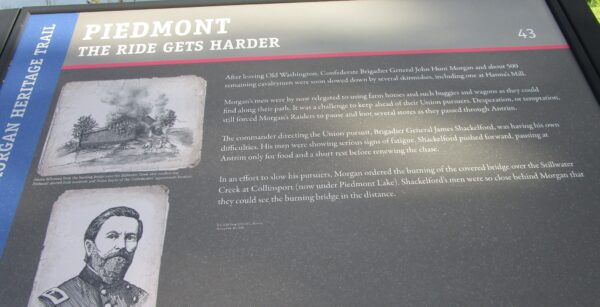 MORGAN HERITAGE TRAIL
PIEDMONT
THE RIDE GETS HARDER
43
After leaving Old Washington, Confederate Brigadier General John Hunt Morgan and about 500
remaining cavalrymen were soon slowed down by several skirmishes, including one at Harris's Mill.
Morgan's men were by now relegated to using farm horses and such buggies and wagons as they could
find along their path. It was a challenge to keep ahead of their Union pursuers. Desperation, or temptation,
still forced Morgan's Raiders to pause and loot several stores as they passed through Antrim.
The commander directing the Union pursuit, Brigadier General James Shackelford, was having his own
difficulties. His men were showing serious signs of fatigue. Shackelford pushed forward, pausing at
Antrim only for food and a short rest before renewing the chase.
In an effort to slow his pursuers, Morgan ordered the burning of the covered bridge over the Stillwater
Creek at Collinsport (now under Piedmont Lake). Shackelford's men were so close behind Morgan that
they could see the burning bridge in the distance.